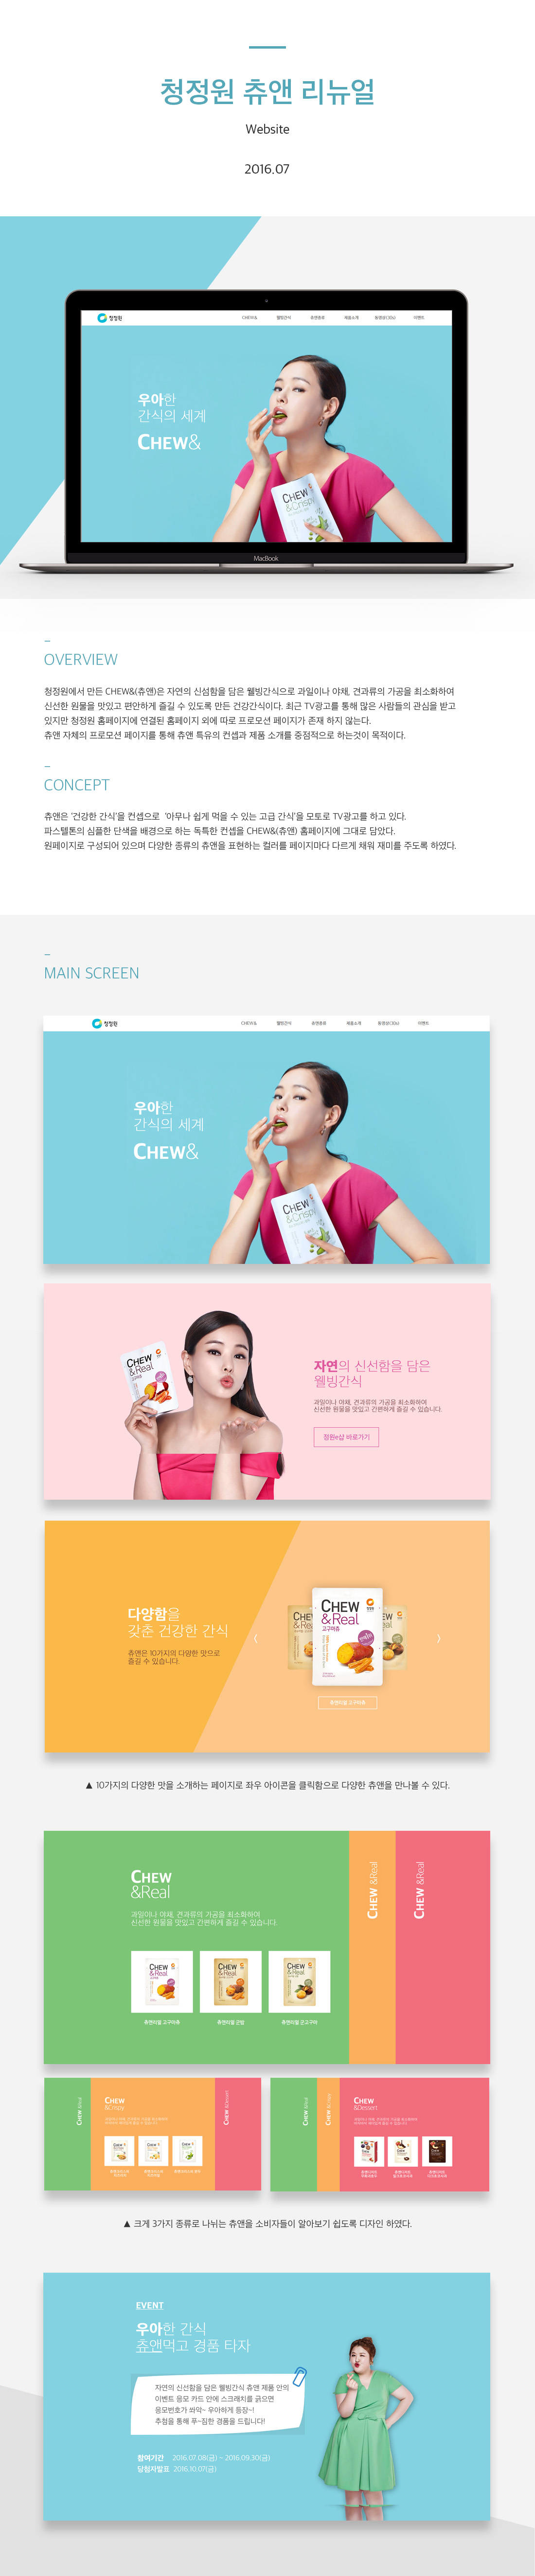 청정원 츄앤 리뉴얼
Website
2016.07
청정원
CHEW&
웰빙간식
츄앤종류
제품소개
동영상(30s)
이벤트
우아한
간식의 세계
CHEW&
CHEW
&Crispy
MacBook
OVERVIEW
청정원에서 만든 CHEW&(츄앤)은 자연의 신섬함을 담은 웰빙간식으로 과일이나 야채, 견과류의 가공을 최소화하여
신선한 원물을 맛있고 편안하게 즐길 수 있도록 만든 건강간식이다. 최근 TV광고를 통해 많은 사람들의 관심을 받고
있지만 청정원 홈페이지에 연결된 홈페이지 외에 따로 프로모션 페이지가 존재 하지 않는다.
츄앤 자체의 프로모션 페이지를 통해 츄앤 특유의 컨셉과 제품 소개를 중점적으로 하는것이 목적이다.
CONCEPT
츄앤은 '건강한 간식'을 컨셉으로 '아무나 쉽게 먹을 수 있는 고급 간식'을 모토로 TV광고를 하고 있다.
파스텔톤의 심플한 단색을 배경으로 하는 독특한 컨셉을 CHEW&(츄앤) 홈페이지에 그대로 담았다.
원페이지로 구성되어 있으며 다양한 종류의 츄앤을 표현하는 컬러를 페이지마다 다르게 채워 재미를 주도록 하였다.
MAIN SCREEN
청정원
CHEW&
웰빙간식
츄앤종류
제품소개
동영상(30s)
이벤트
우아한
간식의 세계
CHEW&
CHEW
&Crispy
CHEW
&Real
고구마츄
자연의 신선함을 담은
웰빙간식
과일이나 야채, 견과류의 가공을 최소화하여
신선한 원물을 맛있고 간편하게 즐길 수 있습니다.
정원e샵 바로가기
다양함을
갖춘 건강한 간식
츄앤은 10가지의 다양한 맛으로
즐길 수 있습니다.
CHEW
&Real
고구마츄
츄앤리얼 고구마츄
▲ 10가지의 다양한 맛을 소개하는 페이지로 좌우 아이콘을 클릭함으로 다양한 츄앤을 만나볼 수 있다.
CHEW
&Real
과일이나 야채, 견과류의 가공을 최소화하여
신선한 원물을 맛있고 간편하게 즐길 수 있습니다.
CHEW
&Real
CHEW
&Real
CHEW
&Real
츄앤리얼 고구마츄
츄앤리얼 군밤
츄앤리얼 군고구마
CHEW &Real
CHEW &Real
CHEW &Real
CHEW
&Crispy
CHEW &Dessert
CHEW &Real
CHEW &Crispy
CHEW
&Dessert
▲ 크게 3가지 종류로 나뉘는 츄앤을 소비자들이 알아보기 쉽도록 디자인 하였다.
EVENT
우아한 간식
츄앤먹고 경품 타자
자연의 신선함을 담은 웰빙간식 츄앤 제품 안의
이벤트 응모 카드 안에 스크래치를 긁으면
응모번호가 쏴악~ 우아하게 등장~!
추첨을 통해 푸~짐한 경품을 드립니다!
참여기간 2016.07.08(금) ~ 2016.09.30(금)
당첨자발표 2016.10.07(금)